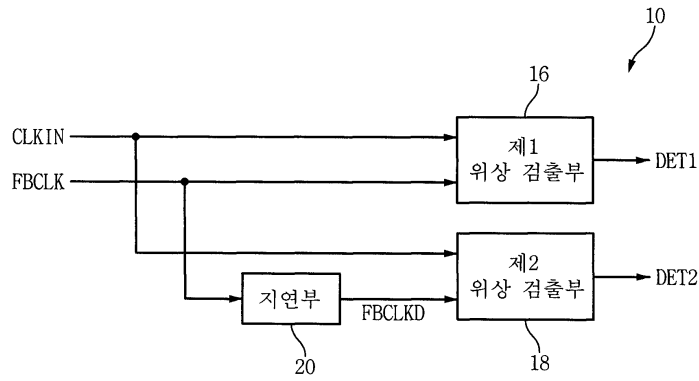 10
16
CLKIN
제1
위상 검출부
DET1
FBCLK
제2
위상 검출부
DET2
지연부
FBCLKD
20
18